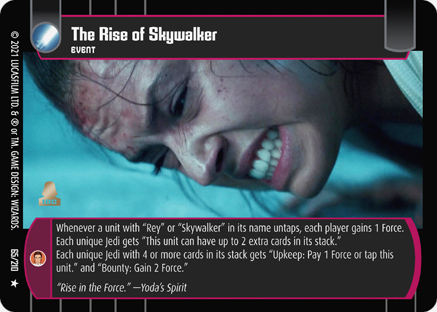 The Rise of Skywalker
EVENT
© 2021 LUCASFILM LTD. & ® or TM. GAME DESIGN: WIZARDS.
65/210
Whenever a unit with "Rey" or "Skywalker" in its name untaps, each player gains 1 Force.
Each unique Jedi gets "This unit can have up to 2 extra cards in its stack."
Each unique Jedi with 4 or more cards in its stack gets "Upkeep: Pay 1 Force or tap this
unit." and "Bounty: Gain 2 Force."
"Rise in the Force." —Yoda's Spirit